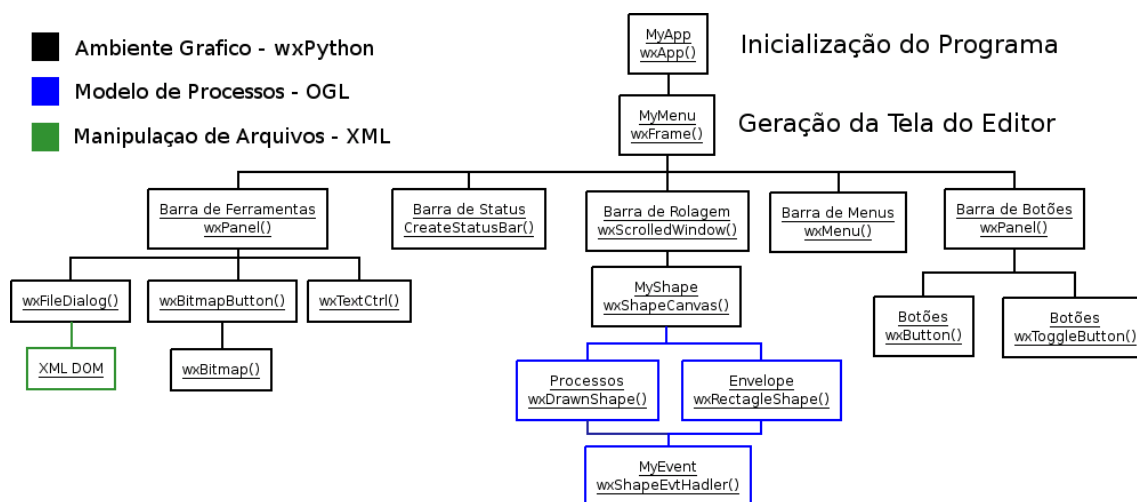 Ambiente Grafico - wxPython
Modelo de Processos - OGL
Manipulaçao de Arquivos - XML
MyApp
wxApp()
Inicialização do Programa
MyMenu
wxFrame()
Geração da Tela do Editor
Barra de Ferramentas
wxPanel()
Barra de Status
CreateStatusBar()
Barra de Rolagem
wxScrolledWindow()
Barra de Menus
wxMenu()
Barra de Botões
wxPanel()
wxFileDialog()
wxBitmapButton()
wxTextCtrl()
MyShape
wxShapeCanvas()
Botões
wxButton()
Botões
wxToggleButton()
XML DOM
wxBitmap()
Processos
wxDrawnShape()
Envelope
wxRectagleShape()
MyEvent
wxShapeEvtHadler()